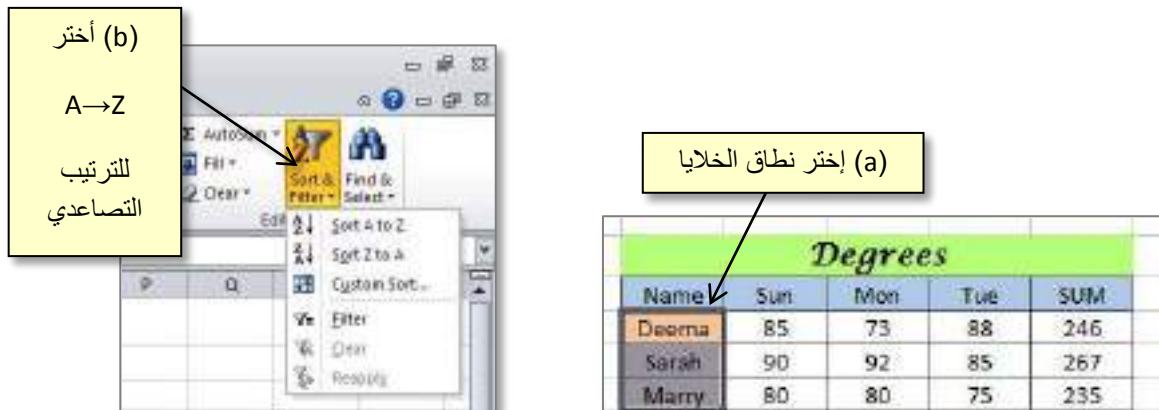 (b) أختر
A→Z
للترتيب
التصاعدي
Σ AutoSum
Fill
Clear
Sort & Filter
Find & Select
Sort A to Z
Sort Z to A
Custom Sort...
Filter
Clear
Reapply
P Q
(a) إختر نطاق الخلايا
Degrees
Name Sun Mon Tue SUM
Deema 85 73 88 246
Sarah 90 92 85 267
Marry 80 80 75 235